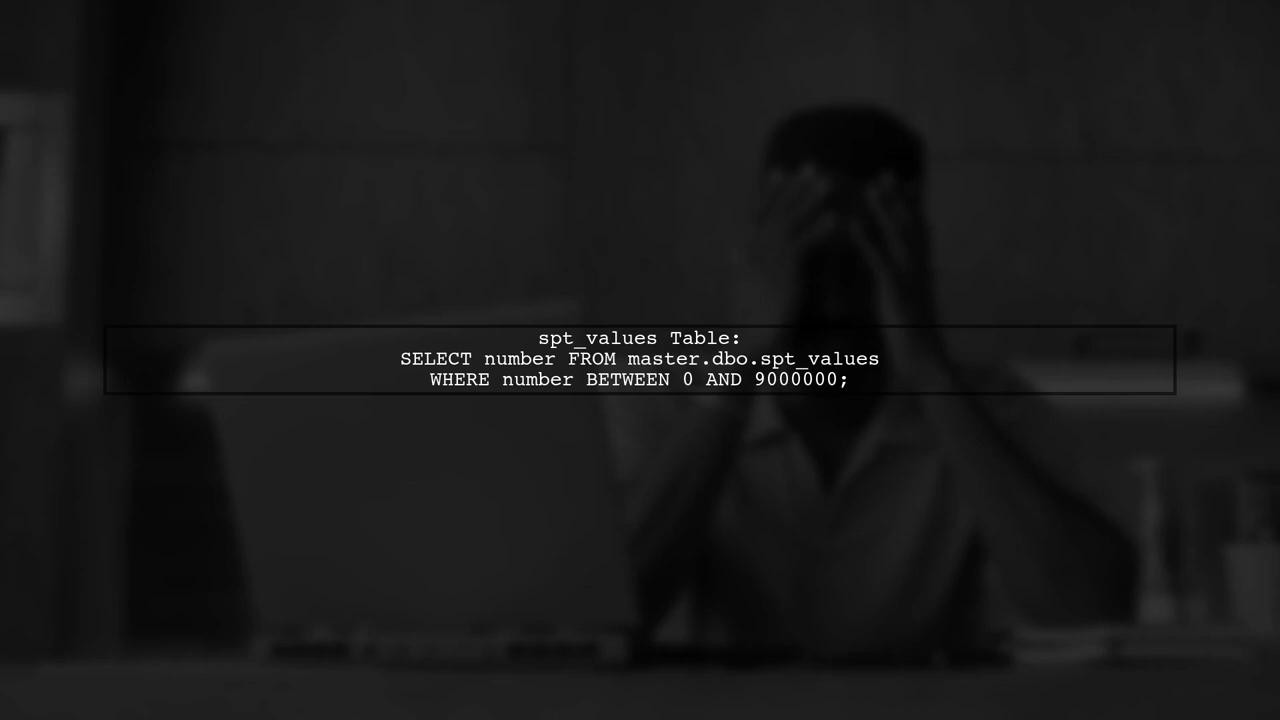 spt_values Table:
SELECT number FROM master.dbo.spt_values
WHERE number BETWEEN 0 AND 9000000;